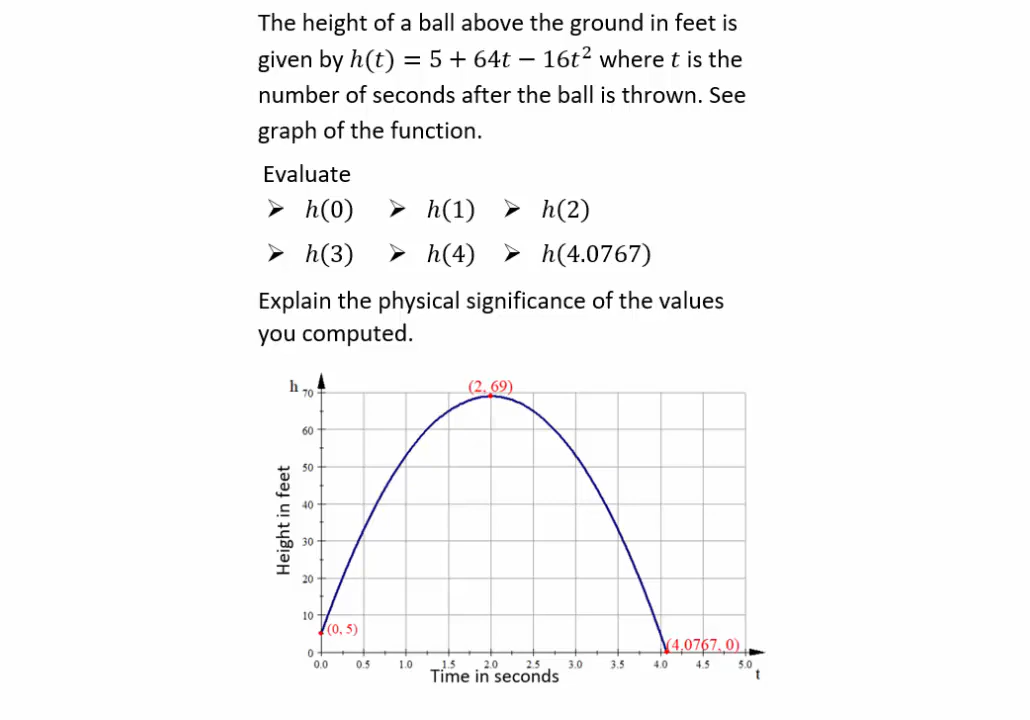 The height of a ball above the ground in feet is
given by h(t) = 5 + 64t − 16t² where t is the
number of seconds after the ball is thrown. See
graph of the function.
Evaluate
➢ h(0) ➢ h(1) ➢ h(2)
➢ h(3) ➢ h(4) ➢ h(4.0767)
Explain the physical significance of the values
you computed.
h
(2, 69)
70
60
50
40
30
20
10
0
Height in feet
(0, 5)
(4.0767, 0)
0.0 0.5 1.0 1.5 2.0 2.5 3.0 3.5 4.0 4.5 5.0
Time in seconds
t